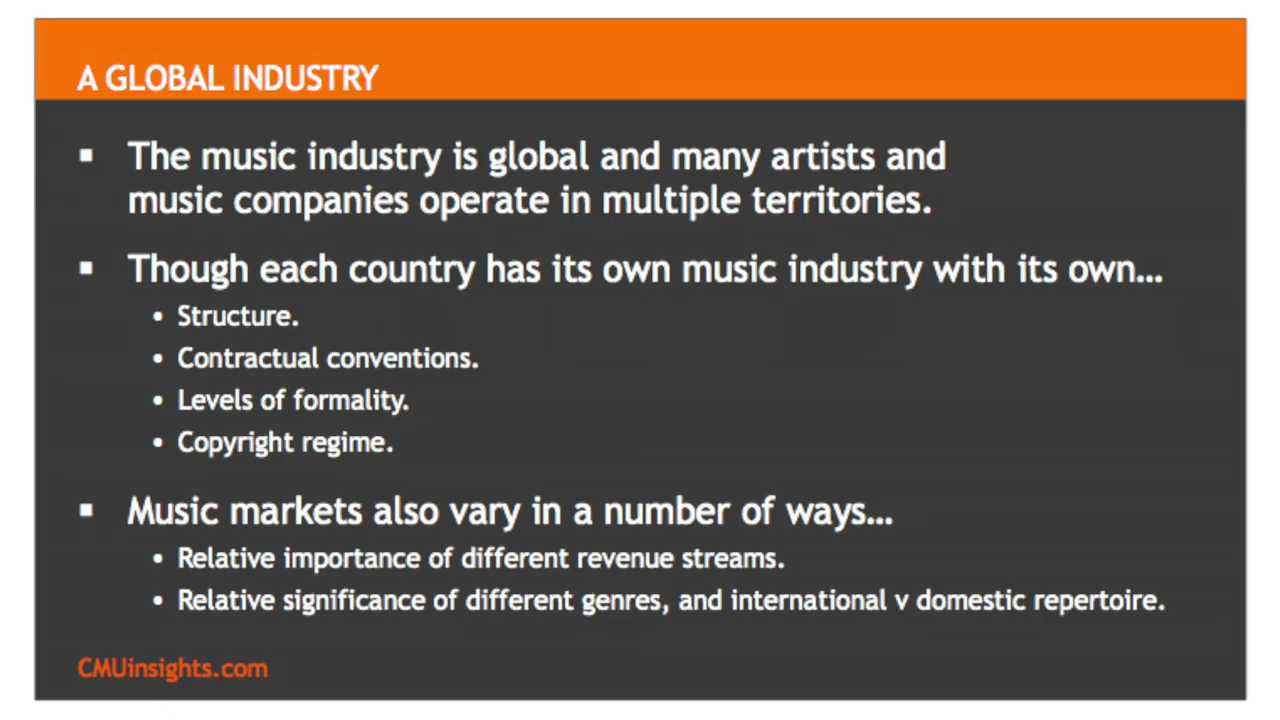 A GLOBAL INDUSTRY
▪ The music industry is global and many artists and
music companies operate in multiple territories.
▪ Though each country has its own music industry with its own…
• Structure.
• Contractual conventions.
• Levels of formality.
• Copyright regime.
▪ Music markets also vary in a number of ways…
• Relative importance of different revenue streams.
• Relative significance of different genres, and international v domestic repertoire.
CMUinsights.com